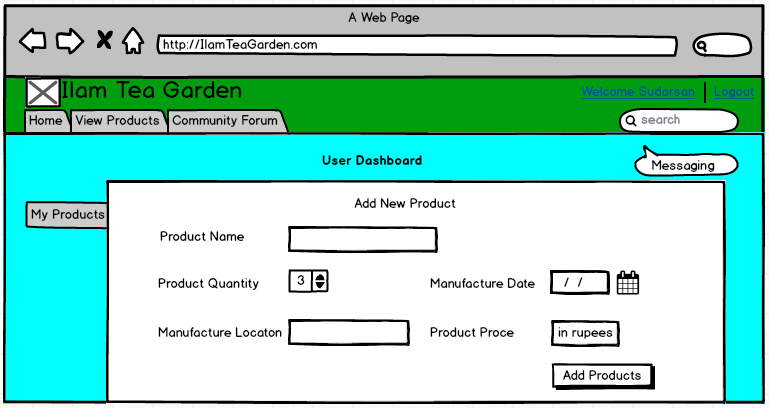 A Web Page
http://IlamTeaGarden.com
Ilam Tea Garden
Welcome Sudarsan
Logout
Home
View Products
Community Forum
search
User Dashboard
Messaging
My Products
Add New Product
Product Name
Product Quantity
3
Manufacture Date
/ /
Manufacture Locaton
Product Proce
in rupees
Add Products